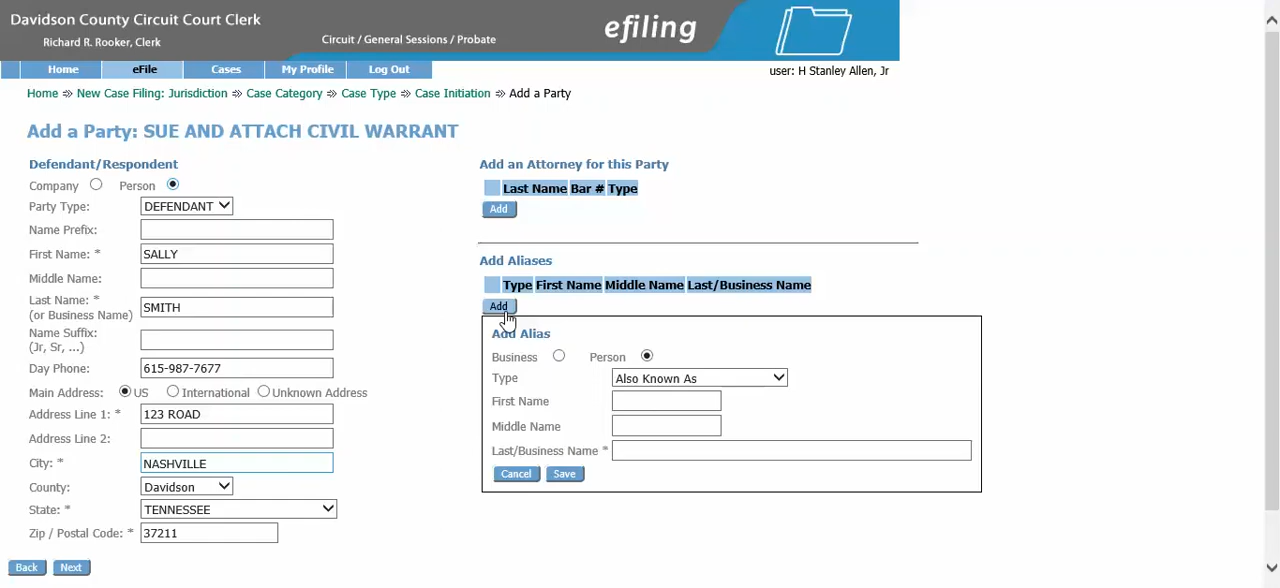 Davidson County Circuit Court Clerk
Richard R. Rooker, Clerk
Circuit / General Sessions / Probate
efiling
Home eFile Cases My Profile Log Out
user: H Stanley Allen, Jr
Home ⇒ New Case Filing: Jurisdiction ⇒ Case Category ⇒ Case Type ⇒ Case Initiation ⇒ Add a Party
Add a Party: SUE AND ATTACH CIVIL WARRANT
Defendant/Respondent
Company Person
Party Type: DEFENDANT
Name Prefix:
First Name: * SALLY
Middle Name:
Last Name: *
(or Business Name) SMITH
Name Suffix:
(Jr, Sr, ...)
Day Phone: 615-987-7677
Main Address: US International Unknown Address
Address Line 1: * 123 ROAD
Address Line 2:
City: * NASHVILLE
County: Davidson
State: * TENNESSEE
Zip / Postal Code: * 37211
Back Next
Add an Attorney for this Party
Last Name Bar # Type
Add
Add Aliases
Type First Name Middle Name Last/Business Name
Add
Add Alias
Business Person
Type Also Known As
First Name
Middle Name
Last/Business Name *
Cancel Save